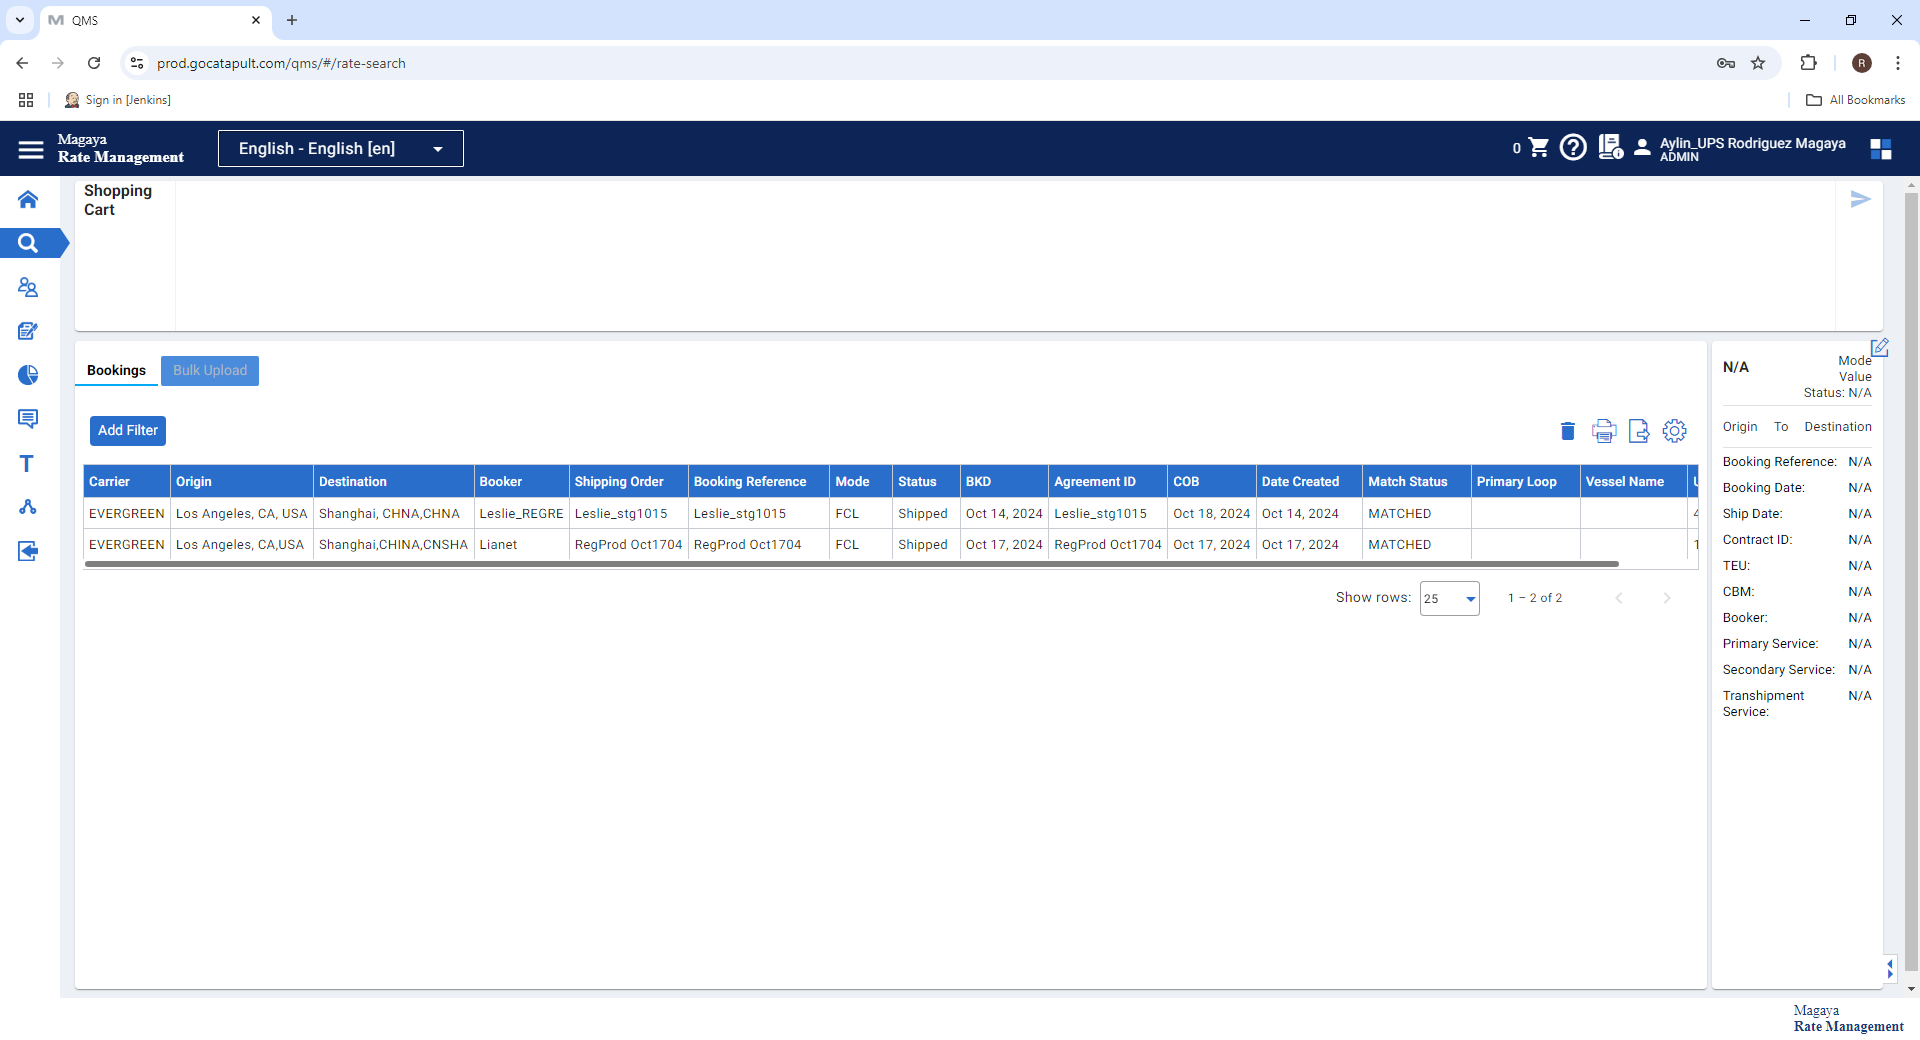 QMS
prod.gocatapult.com/qms/#/rate-search
R
Sign in [Jenkins]
All Bookmarks
Magaya
Rate Management
English - English [en]
0
Aylin_UPS Rodriguez Magaya
ADMIN
Shopping
Cart
Bookings
Bulk Upload
Add Filter
Carrier Origin Destination Booker Shipping Order Booking Reference Mode Status BKD Agreement ID COB Date Created Match Status Primary Loop Vessel Name
EVERGREEN Los Angeles, CA, USA Shanghai, CHNA,CHNA Leslie_REGRE Leslie_stg1015 Leslie_stg1015 FCL Shipped Oct 14, 2024 Leslie_stg1015 Oct 18, 2024 Oct 14, 2024 MATCHED
EVERGREEN Los Angeles, CA,USA Shanghai,CHINA,CNSHA Lianet RegProd Oct1704 RegProd Oct1704 FCL Shipped Oct 17, 2024 RegProd Oct1704 Oct 17, 2024 Oct 17, 2024 MATCHED
Show rows: 25 1 – 2 of 2
N/A
Mode
Value
Status: N/A
Origin To Destination
Booking Reference: N/A
Booking Date: N/A
Ship Date: N/A
Contract ID: N/A
TEU: N/A
CBM: N/A
Booker: N/A
Primary Service: N/A
Secondary Service: N/A
Transhipment N/A
Service:
Magaya
Rate Management